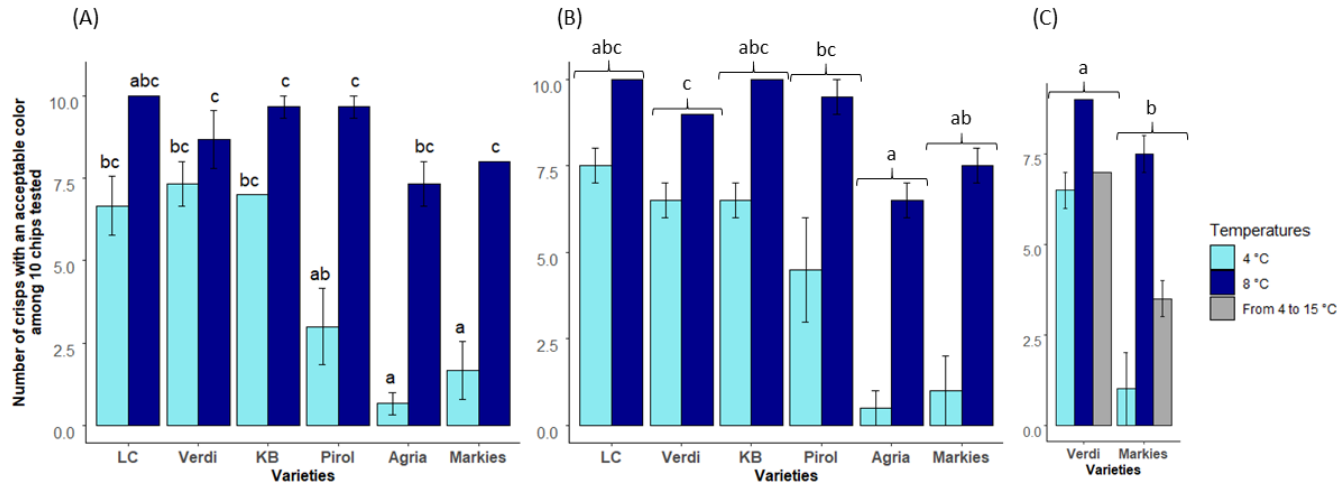 (A)
(B)
(C)
Number of crisps with an acceptable color
among 10 chips tested
10.0
7.5
5.0
2.5
0.0
bc
abc
bc
c
bc
c
ab
c
a
bc
a
c
LC
Verdi
KB
Pirol
Agria
Markies
Varieties
10.0
7.5
5.0
2.5
0.0
abc
c
abc
bc
a
ab
LC
Verdi
KB
Pirol
Agria
Markies
Varieties
7.5
5.0
2.5
0.0
a
b
Verdi
Markies
Varieties
Temperatures
4 °C
8 °C
From 4 to 15 °C